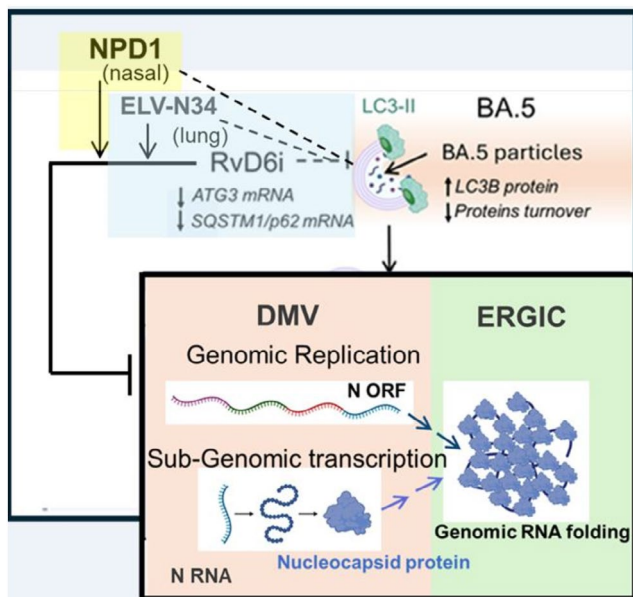 NPD1
(nasal)
ELV-N34
(lung)
RvD6i
ATG3 mRNA
SQSTM1/p62 mRNA
LC3-II
BA.5
BA.5 particles
LC3B protein
Proteins turnover
DMV
ERGIC
Genomic Replication
N ORF
Sub-Genomic transcription
Nucleocapsid protein
N RNA
Genomic RNA folding